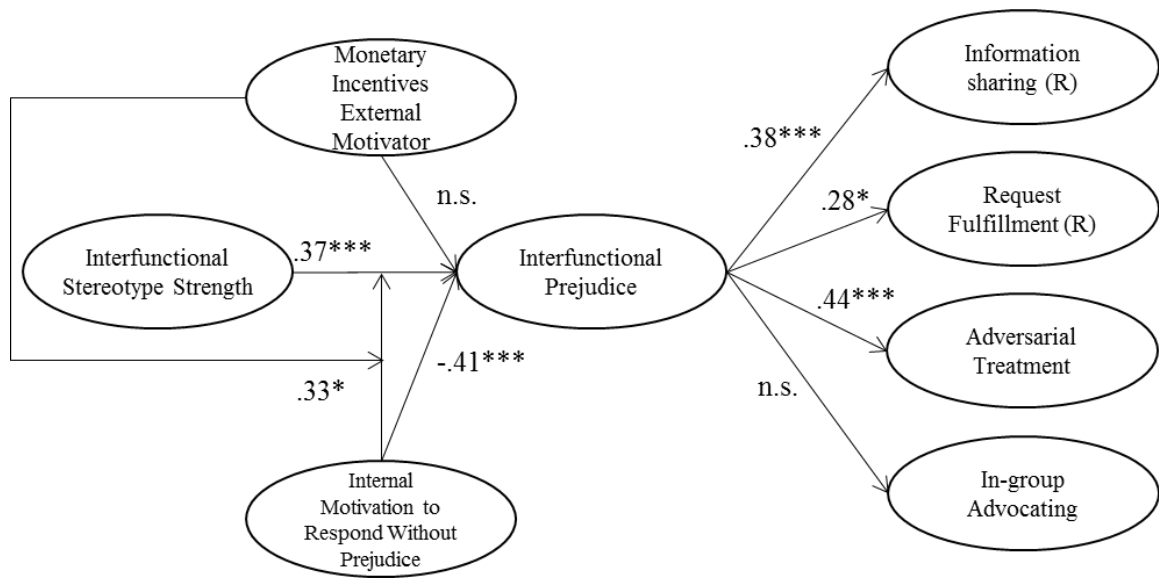 Monetary
Incentives
External
Motivator
Information
sharing (R)
.38***
n.s.
.28*
Request
Fulfillment (R)
Interfunctional
Stereotype Strength
.37***
Interfunctional
Prejudice
.44***
Adversarial
Treatment
-.41***
.33*
n.s.
Internal
Motivation to
Respond Without
Prejudice
In-group
Advocating